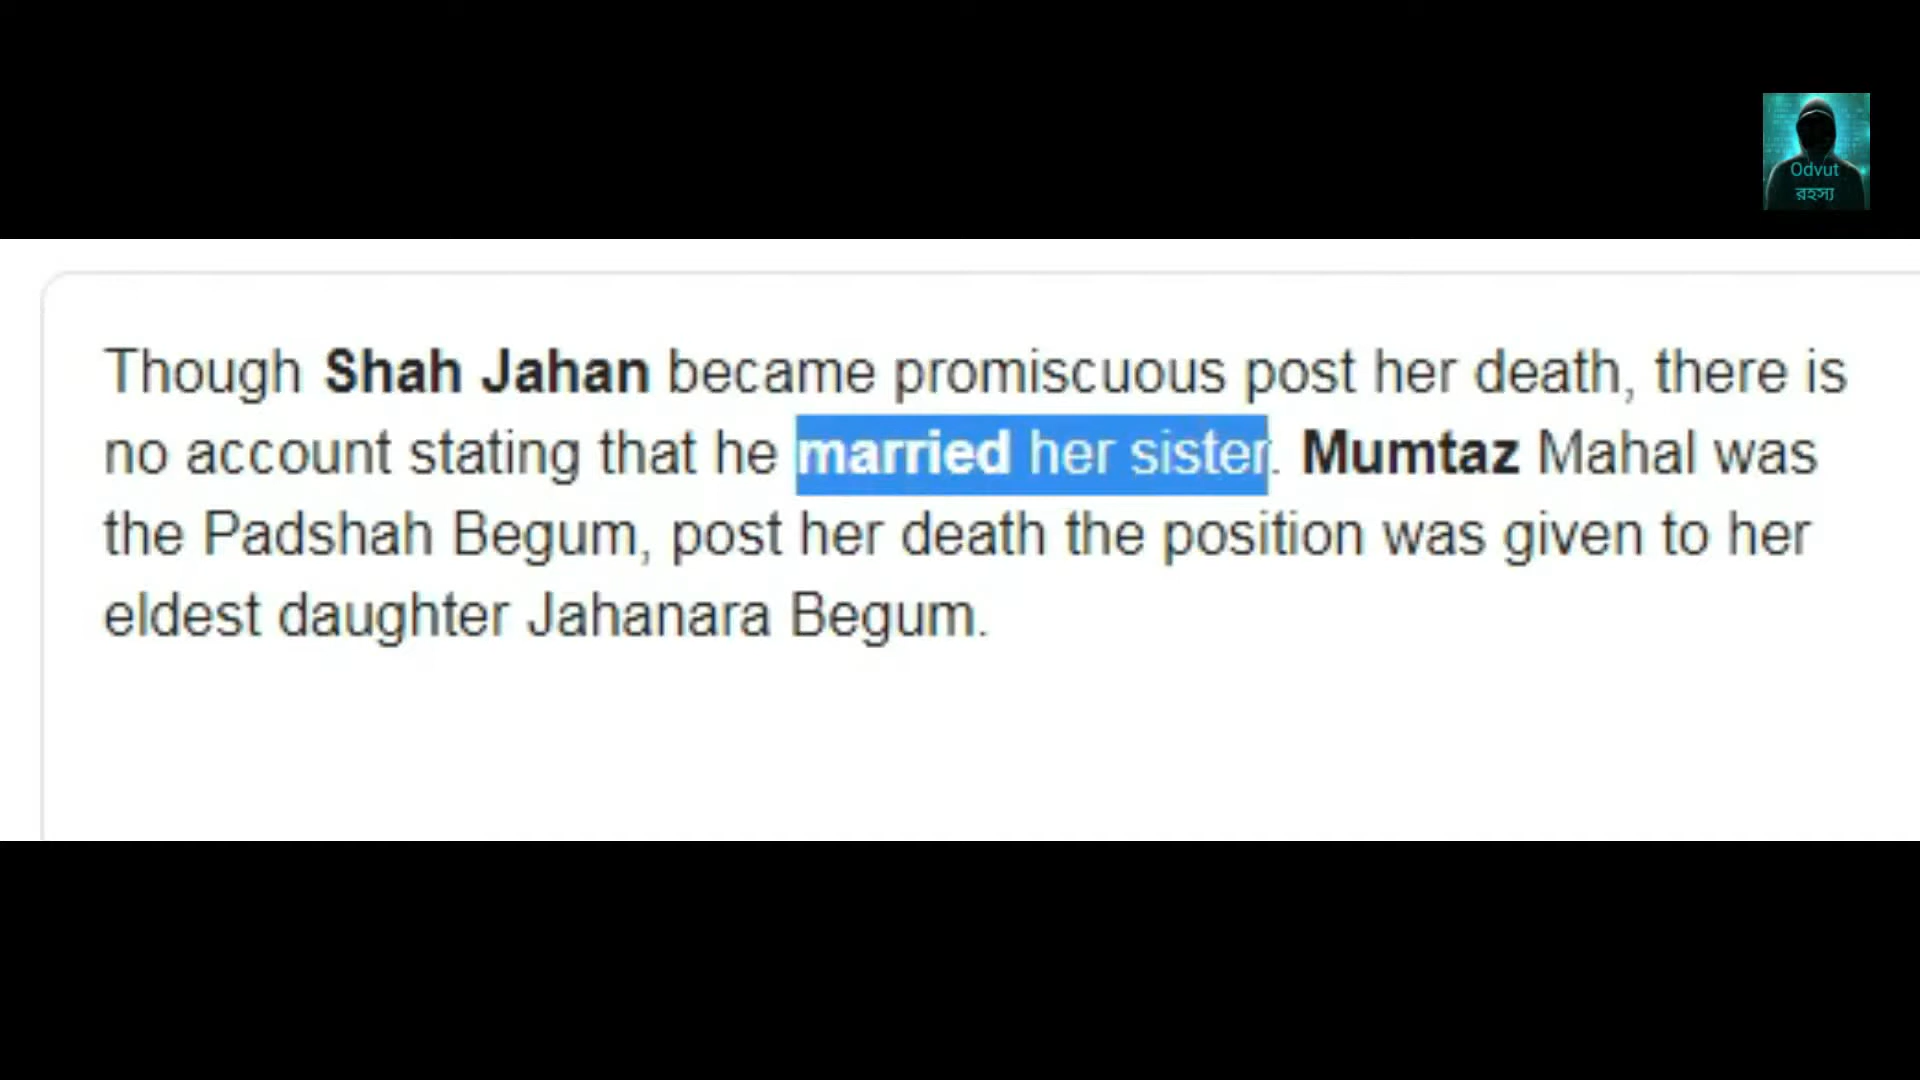 Odvut
রহস্য
Though Shah Jahan became promiscuous post her death, there is
no account stating that he married her sister. Mumtaz Mahal was
the Padshah Begum, post her death the position was given to her
eldest daughter Jahanara Begum.